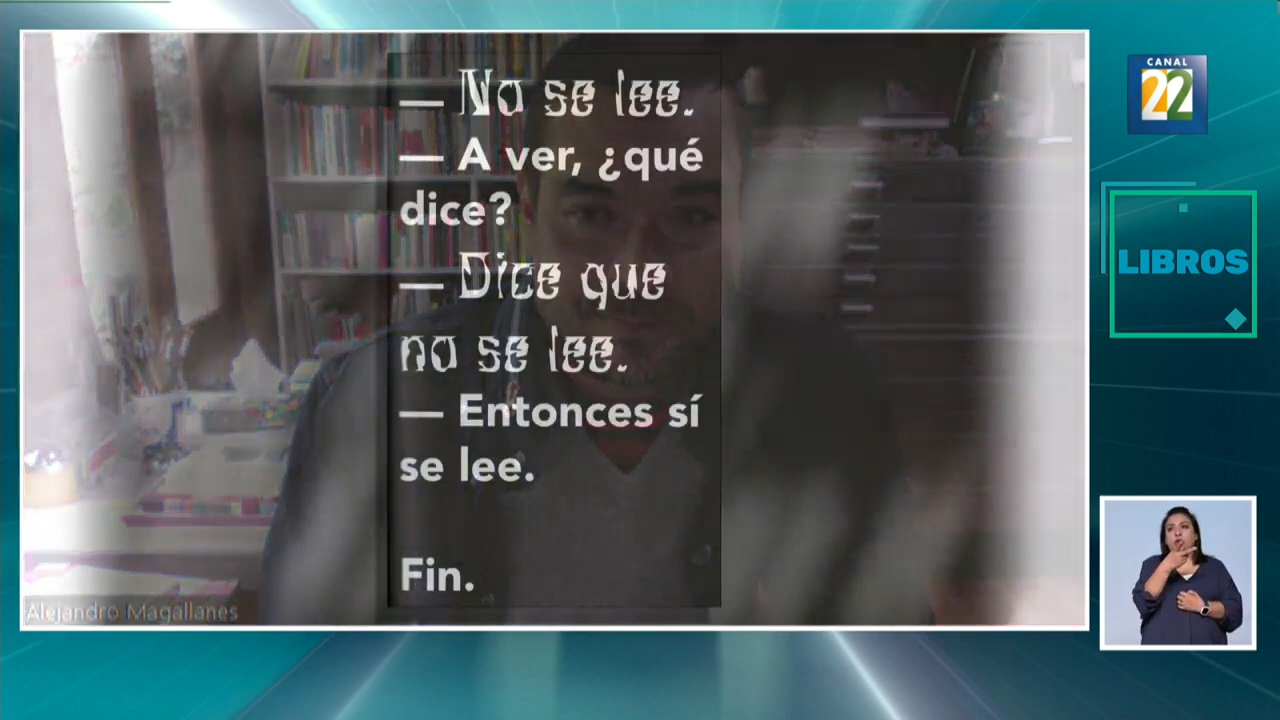 CANAL
22
— No se lee.
— A ver, ¿qué
dice?
— Dice que
no se lee.
— Entonces sí
se lee.
Fin.
LIBROS
Alejandro Magallanes